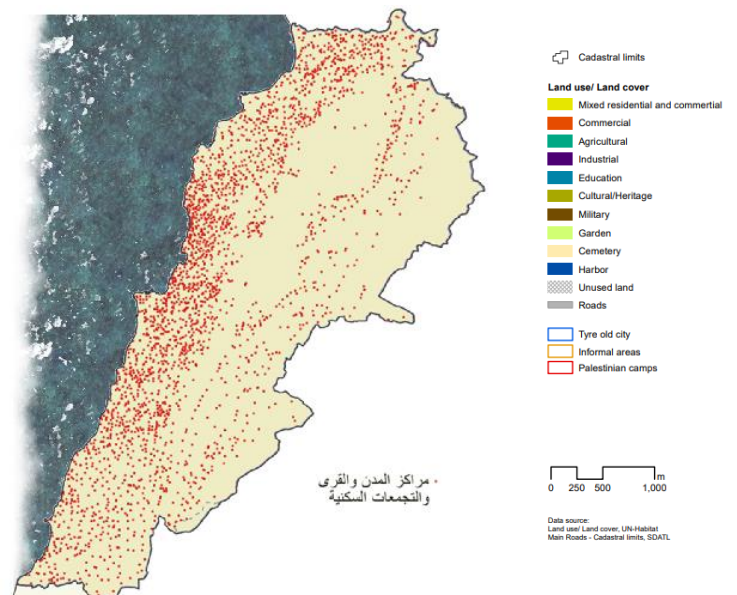 Cadastral limits
Land use/ Land cover
Mixed residential and commertial
Commercial
Agricultural
Industrial
Education
Cultural/Heritage
Military
Garden
Cemetery
Harbor
Unused land
Roads
Tyre old city
Informal areas
Palestinian camps
مراكز المدن والقرى
والتجمعات السكنية
m
0 250 500 1,000
Data source:
Land use/ Land cover, UN-Habitat
Main Roads - Cadastral limits, SDATL